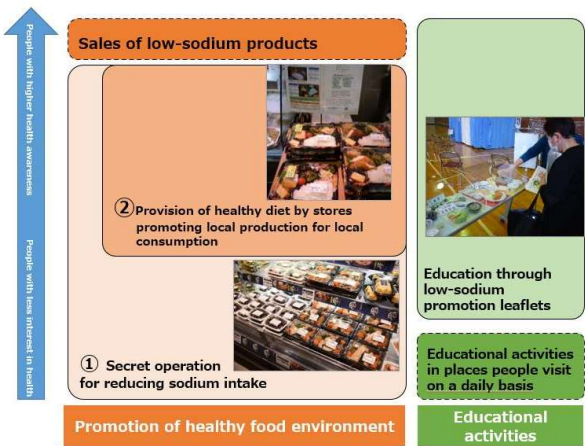 People with higher health awareness
People with less interest in health
Sales of low-sodium products
② Provision of healthy diet by stores
promoting local production for local
consumption
① Secret operation
for reducing sodium intake
Promotion of healthy food environment
Education through
low-sodium
promotion leaflets
Educational activities
in places people visit
on a daily basis
Educational
activities